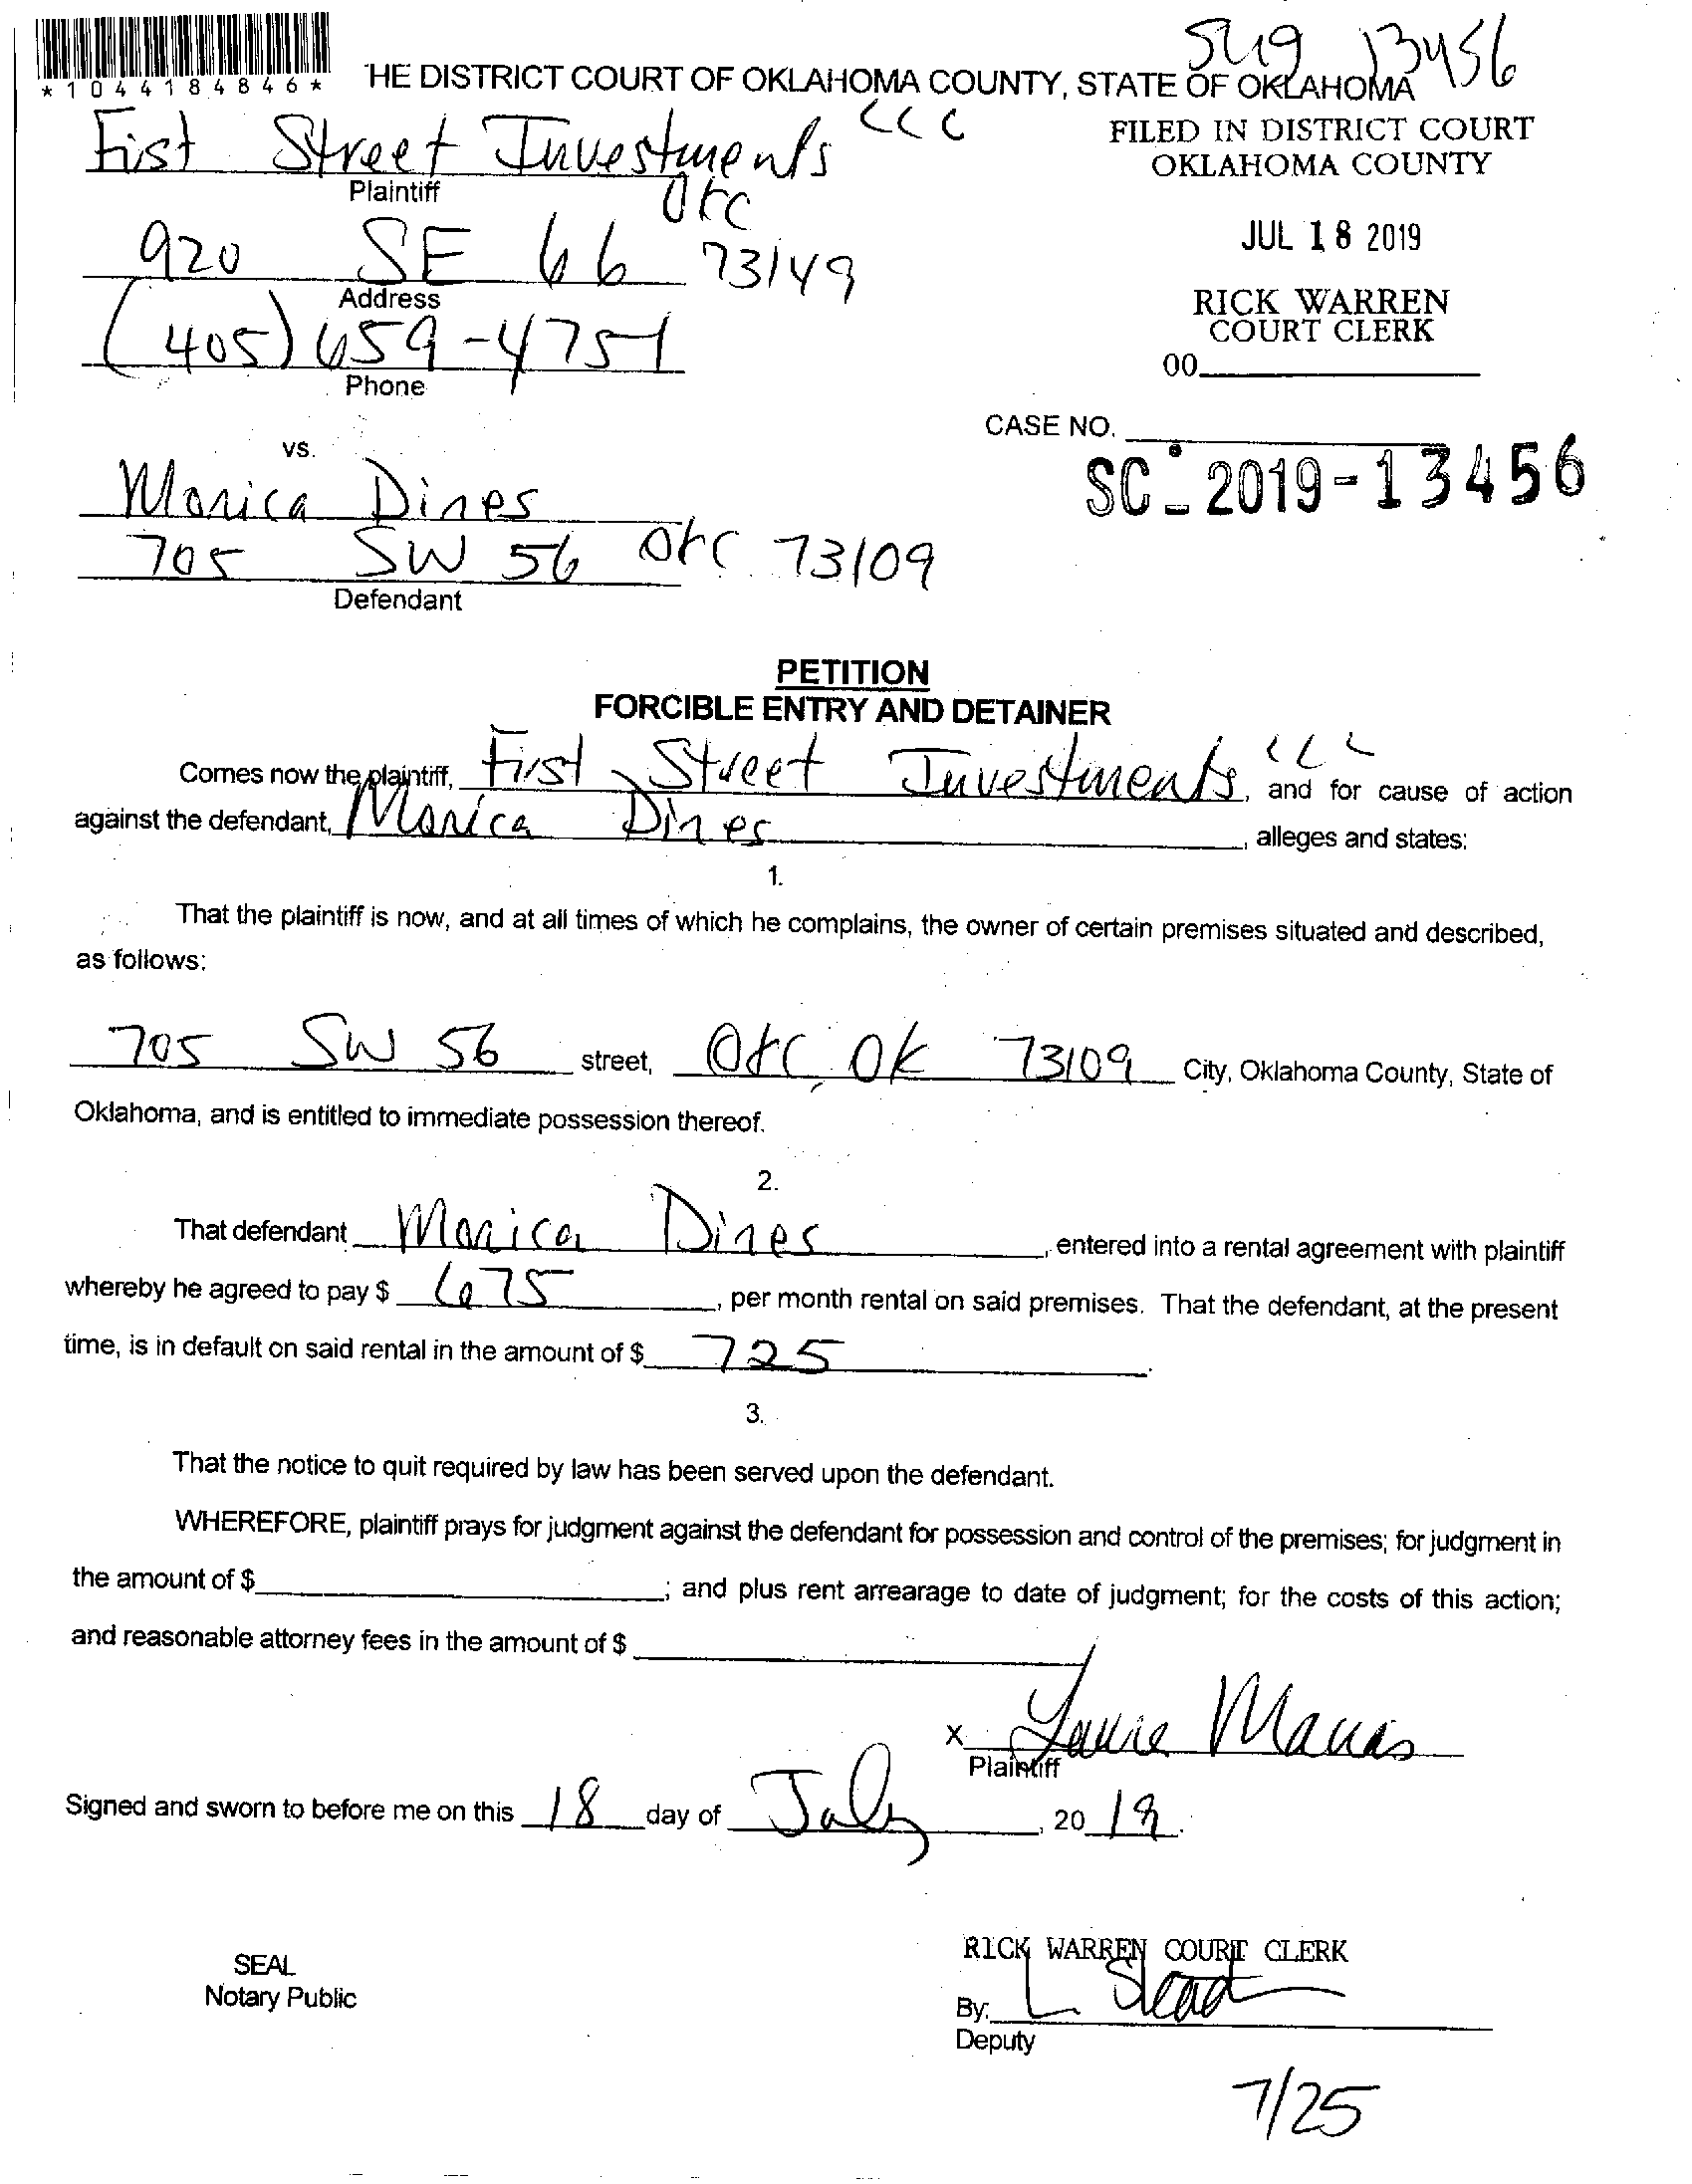 SC19 13456
*1044184846*
HE DISTRICT COURT OF OKLAHOMA COUNTY, STATE OF OKLAHOMA
Fist Street Investments LLC
Plaintiff
FILED IN DISTRICT COURT
OKLAHOMA COUNTY
JUL 18 2019
RICK WARREN
COURT CLERK
00
OKC
920 SE 66 73149
Address
(405) 659-4751
Phone
CASE NO.
SC-2019-13456
vs.
Monica Dines
705 SW 56 OKC 73109
Defendant
PETITION
FORCIBLE ENTRY AND DETAINER
Comes now the plaintiff, First Street Investments LLC, and for cause of action
against the defendant, Monica Dines, alleges and states:
1.
That the plaintiff is now, and at all times of which he complains, the owner of certain premises situated and described,
as follows:
705 SW 56 street, OKC OK 73109 City, Oklahoma County, State of
Oklahoma, and is entitled to immediate possession thereof.
2.
That defendant Monica Dines, entered into a rental agreement with plaintiff
whereby he agreed to pay $ 675, per month rental on said premises. That the defendant, at the present
time, is in default on said rental in the amount of $ 725.
3.
That the notice to quit required by law has been served upon the defendant.
WHEREFORE, plaintiff prays for judgment against the defendant for possession and control of the premises; for judgment in
the amount of $ ; and plus rent arrearage to date of judgment; for the costs of this action;
and reasonable attorney fees in the amount of $
X
Plaintiff
Signed and sworn to before me on this 18 day of July, 2019.
SEAL
Notary Public
RICK WARREN COURT CLERK
By:
Deputy
7/25